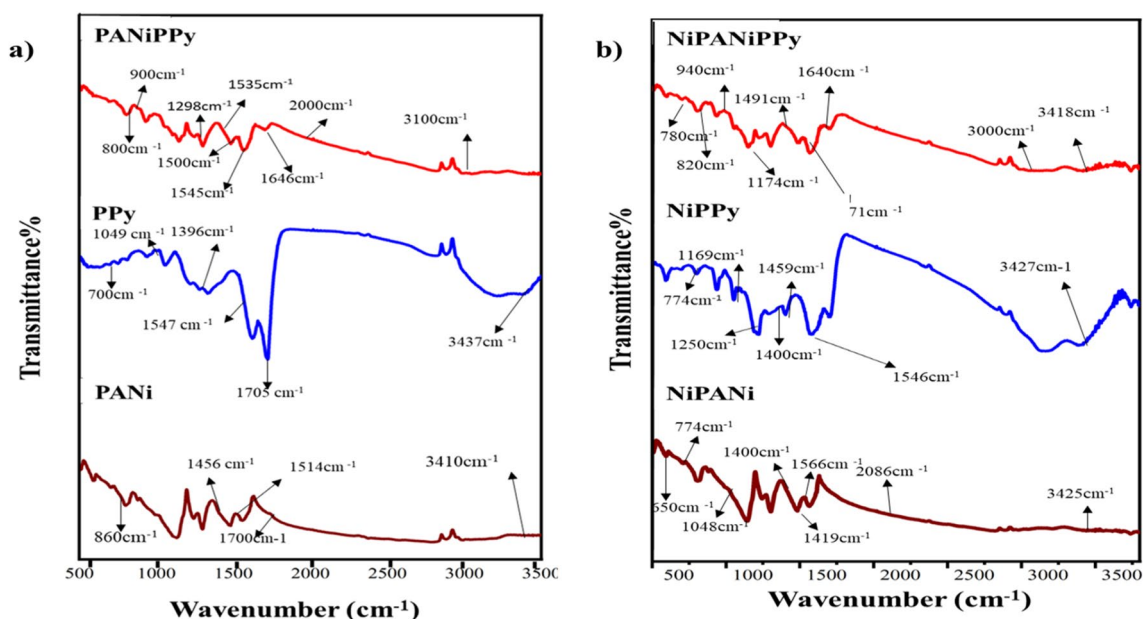 a)
Transmittance%
PANiPPy
900cm⁻¹
1298cm⁻¹
1535cm⁻¹
2000cm⁻¹
3100cm⁻¹
800cm⁻¹
1500cm⁻¹
1545cm⁻¹
1646cm⁻¹
PPy
1049 cm⁻¹
1396cm⁻¹
700cm⁻¹
1547 cm⁻¹
1705 cm⁻¹
3437cm⁻¹
PANi
1456 cm⁻¹
1514cm⁻¹
3410cm⁻¹
860cm⁻¹
1700cm-1
500 1000 1500 2000 2500 3000 3500
Wavenumber (cm⁻¹)
b)
Transmittance%
NiPANiPPy
940cm⁻¹
1491cm⁻¹
1640cm⁻¹
3000cm⁻¹
3418cm⁻¹
780cm⁻¹
820cm⁻¹
1174cm⁻¹
71cm⁻¹
NiPPy
1169cm⁻¹
1459cm⁻¹
3427cm-1
774cm⁻¹
1250cm⁻¹
1400cm⁻¹
1546cm⁻¹
NiPANi
774cm⁻¹
1400cm⁻¹
1566cm⁻¹
2086cm⁻¹
3425cm⁻¹
550cm⁻¹
1048cm⁻¹
1419cm⁻¹
500 1000 1500 2000 2500 3000 3500
Wavenumber (cm⁻¹)